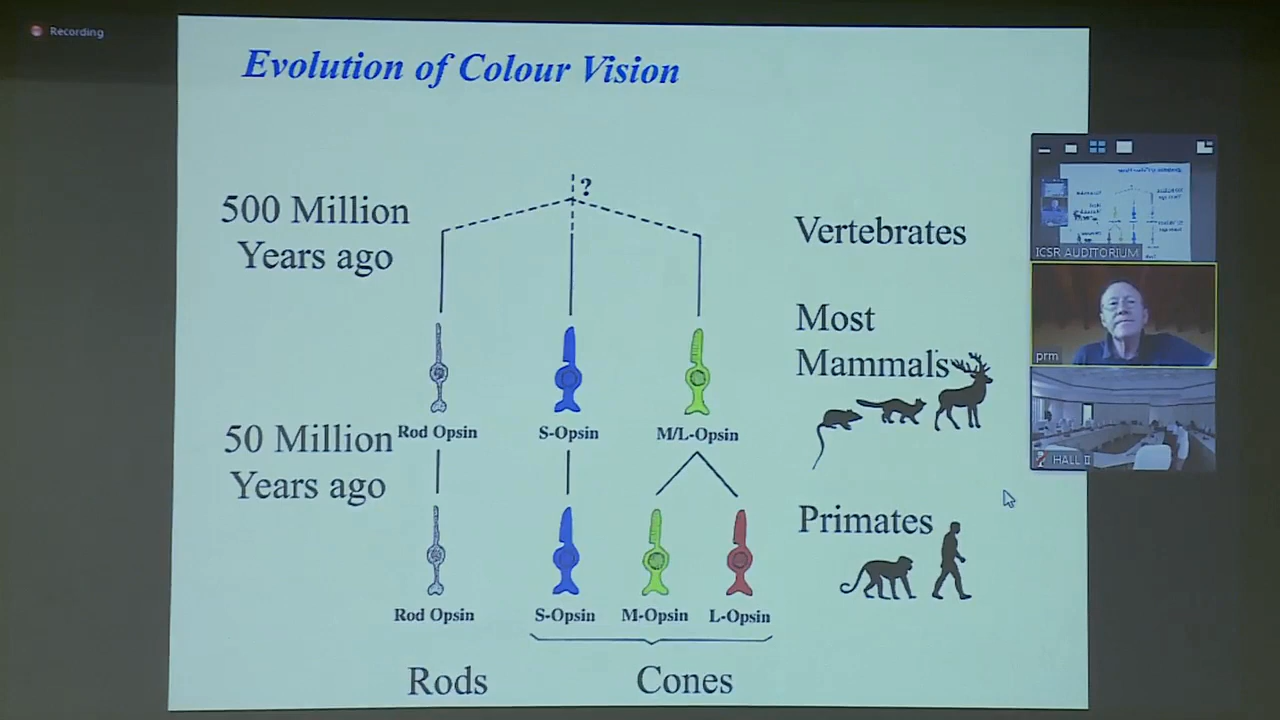 Recording
Evolution of Colour Vision
?
500 Million
Years ago
Vertebrates
Most
Mammals
Rod Opsin
S-Opsin
M/L-Opsin
50 Million
Years ago
Primates
Rod Opsin
S-Opsin
M-Opsin
L-Opsin
Rods
Cones
ICSR AUDITORIUM
prm
HALL II